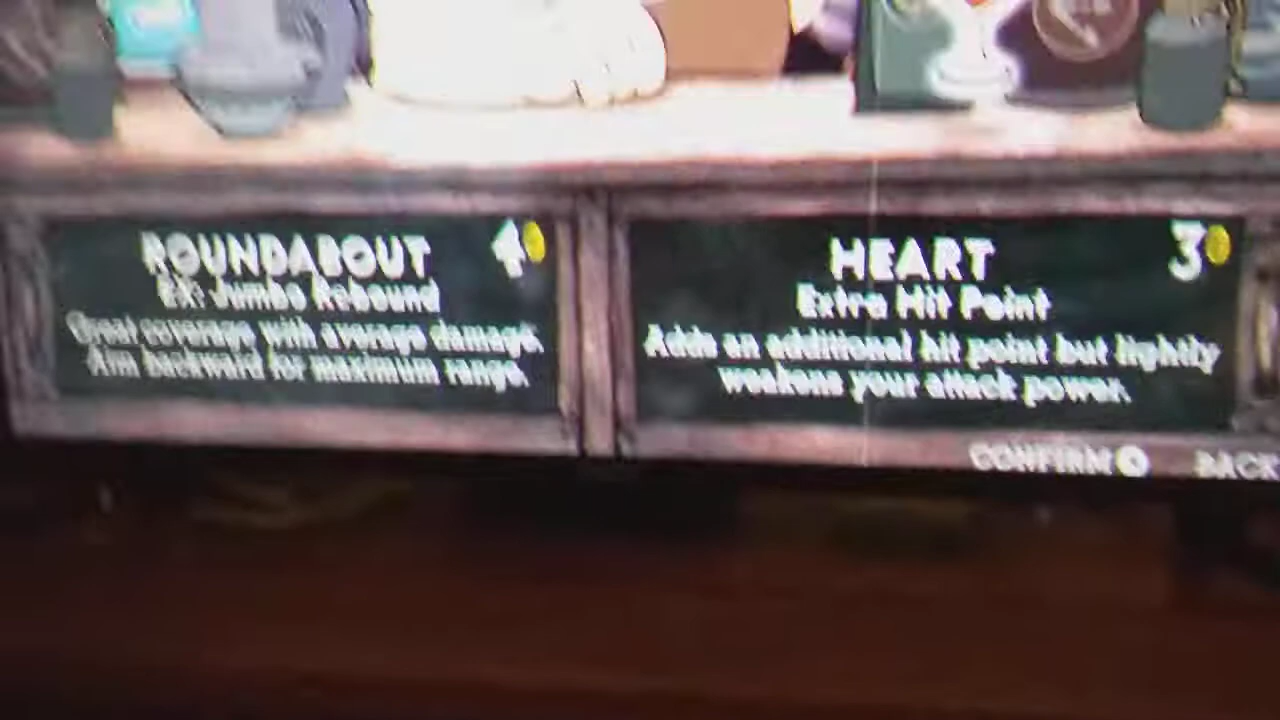 ROUNDABOUT 4
EX: Jumbo Rebound
Great coverage with average damage.
Aim backward for maximum range.
HEART 3
Extra Hit Point
Adds an additional hit point but lightly
weakens your attack power.
CONFIRM BACK